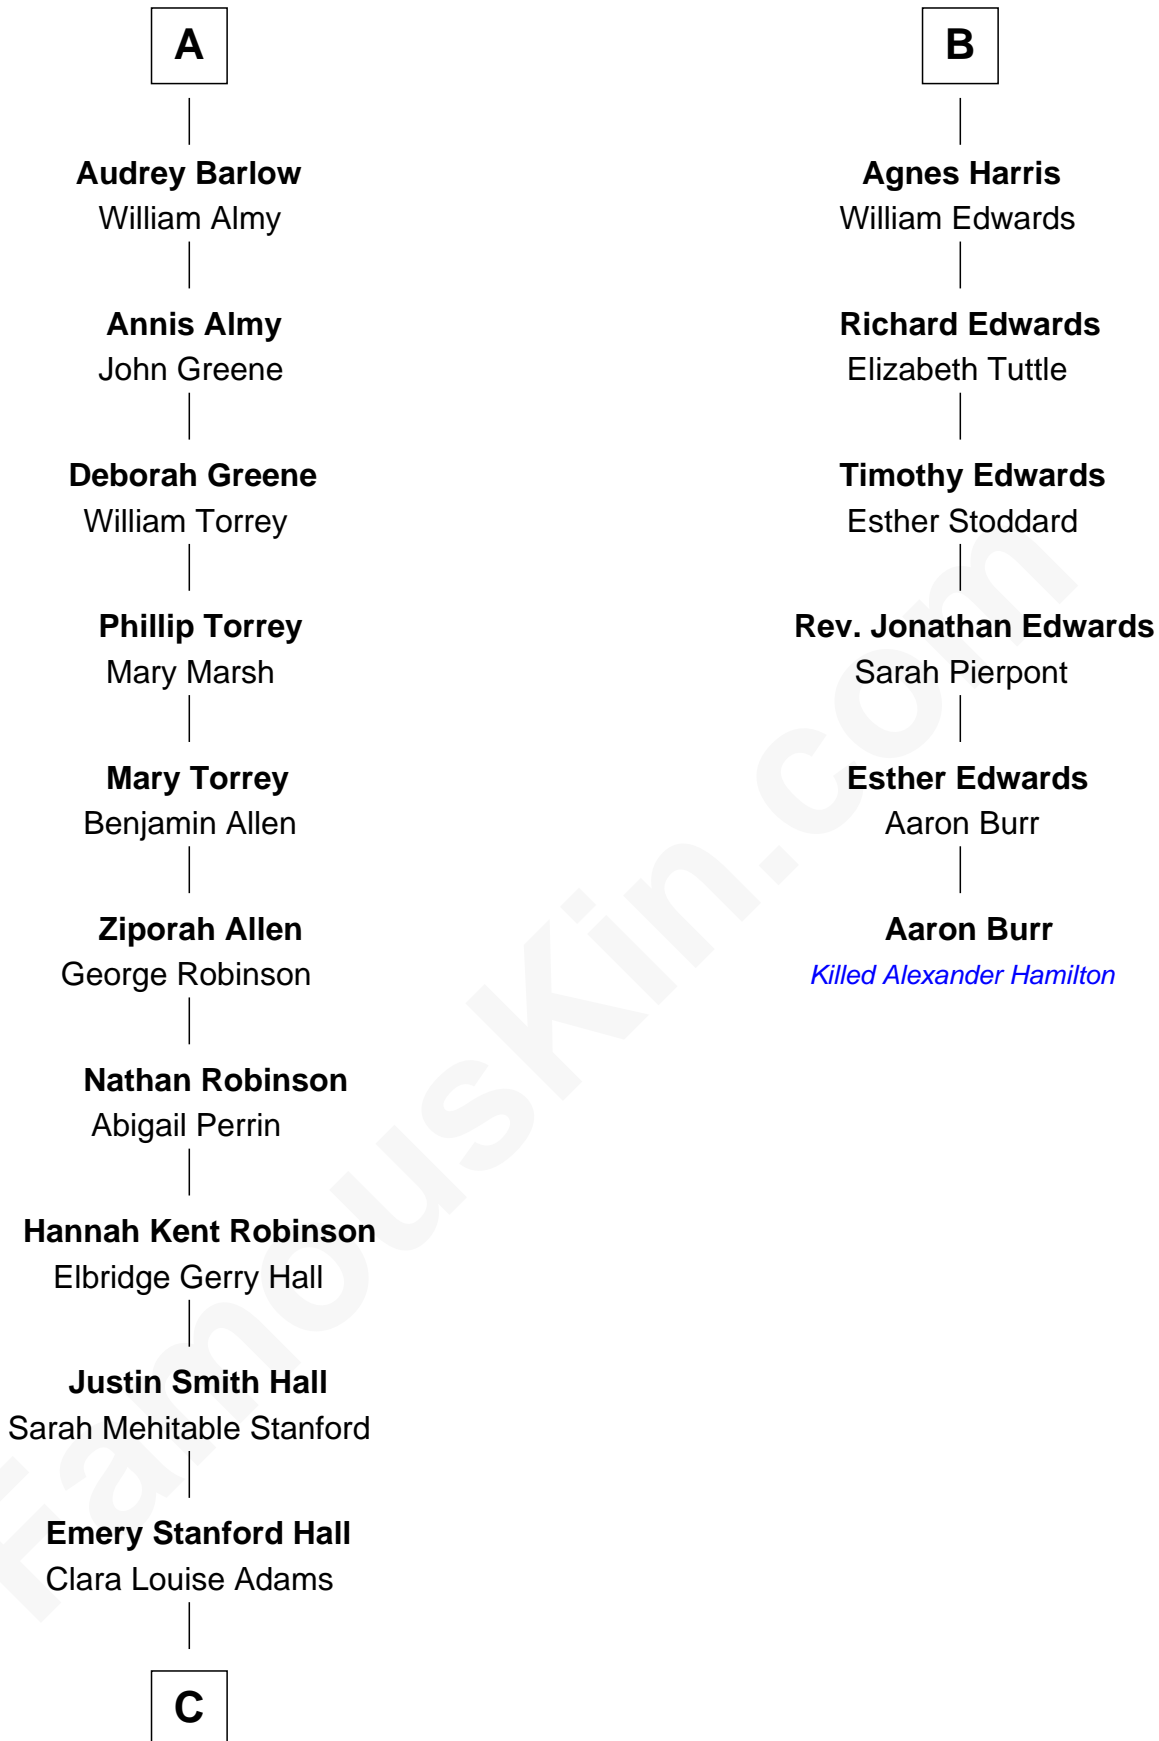 A
Audrey Barlow
William Almy
Annis Almy
John Greene
Deborah Greene
William Torrey
Phillip Torrey
Mary Marsh
Mary Torrey
Benjamin Allen
Ziporah Allen
George Robinson
Nathan Robinson
Abigail Perrin
Hannah Kent Robinson
Elbridge Gerry Hall
Justin Smith Hall
Sarah Mehitable Stanford
Emery Stanford Hall
Clara Louise Adams
C
B
Agnes Harris
William Edwards
Richard Edwards
Elizabeth Tuttle
Timothy Edwards
Esther Stoddard
Rev. Jonathan Edwards
Sarah Pierpont
Esther Edwards
Aaron Burr
Aaron Burr
Killed Alexander Hamilton
FamousKin.com